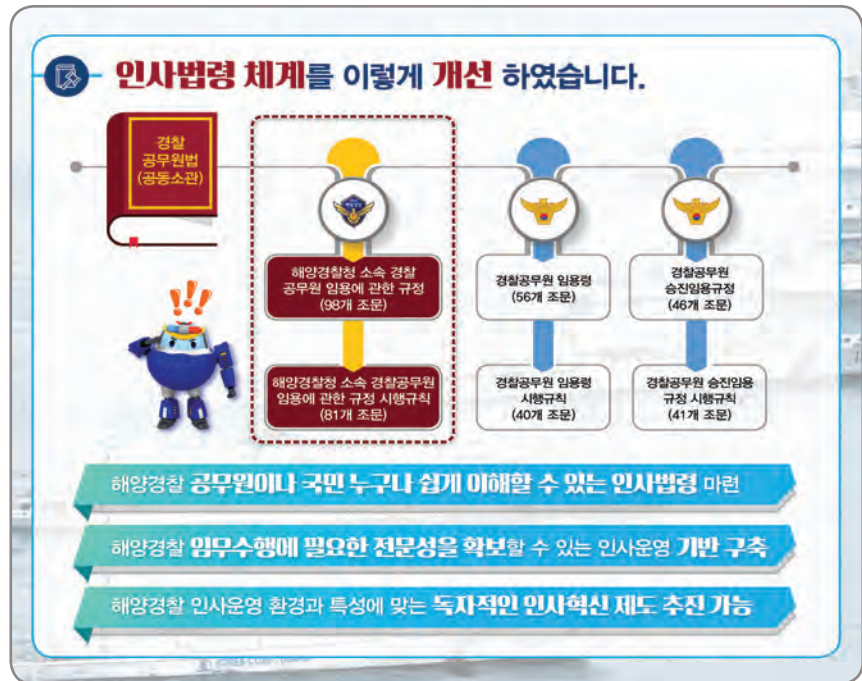 인사법령 체계를 이렇게 개선 하였습니다.
경찰
공무원법
(공동소관)
해양경찰청 소속 경찰
공무원 임용에 관한 규정
(98개 조문)
해양경찰청 소속 경찰공무원
임용에 관한 규정 시행규칙
(81개 조문)
경찰공무원 임용령
(56개 조문)
경찰공무원 임용령
시행규칙
(40개 조문)
경찰공무원
승진임용규정
(46개 조문)
경찰공무원 승진임용
규정 시행규칙
(41개 조문)
해양경찰 공무원이나 국민 누구나 쉽게 이해할 수 있는 인사법령 마련
해양경찰 임무수행에 필요한 전문성을 확보할 수 있는 인사운영 기반 구축
해양경찰 인사운영 환경과 특성에 맞는 독자적인 인사혁신 제도 추진 가능